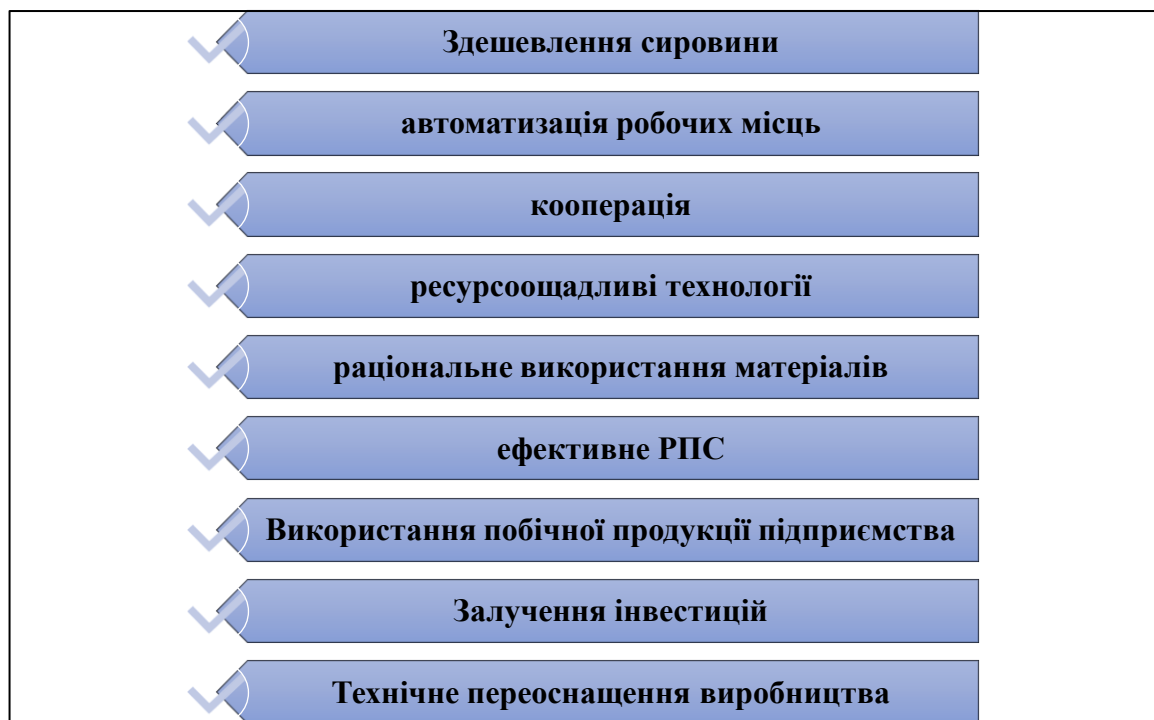 Здешевлення сировини
автоматизація робочих місць
кооперація
ресурсоощадливі технології
раціональне використання матеріалів
ефективне РПС
Використання побічної продукції підприємства
Залучення інвестицій
Технічне переоснащення виробництва